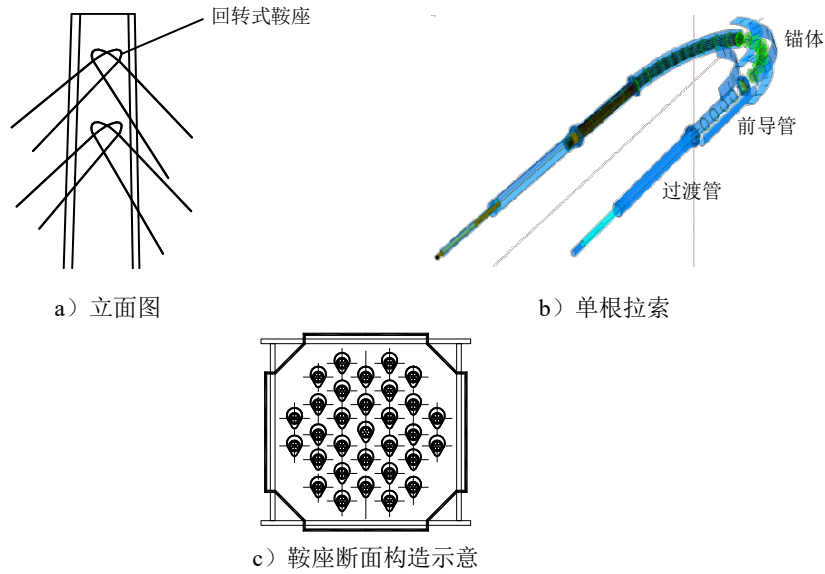 回转式鞍座
锚体
前导管
过渡管
a）立面图
b）单根拉索
c）鞍座断面构造示意